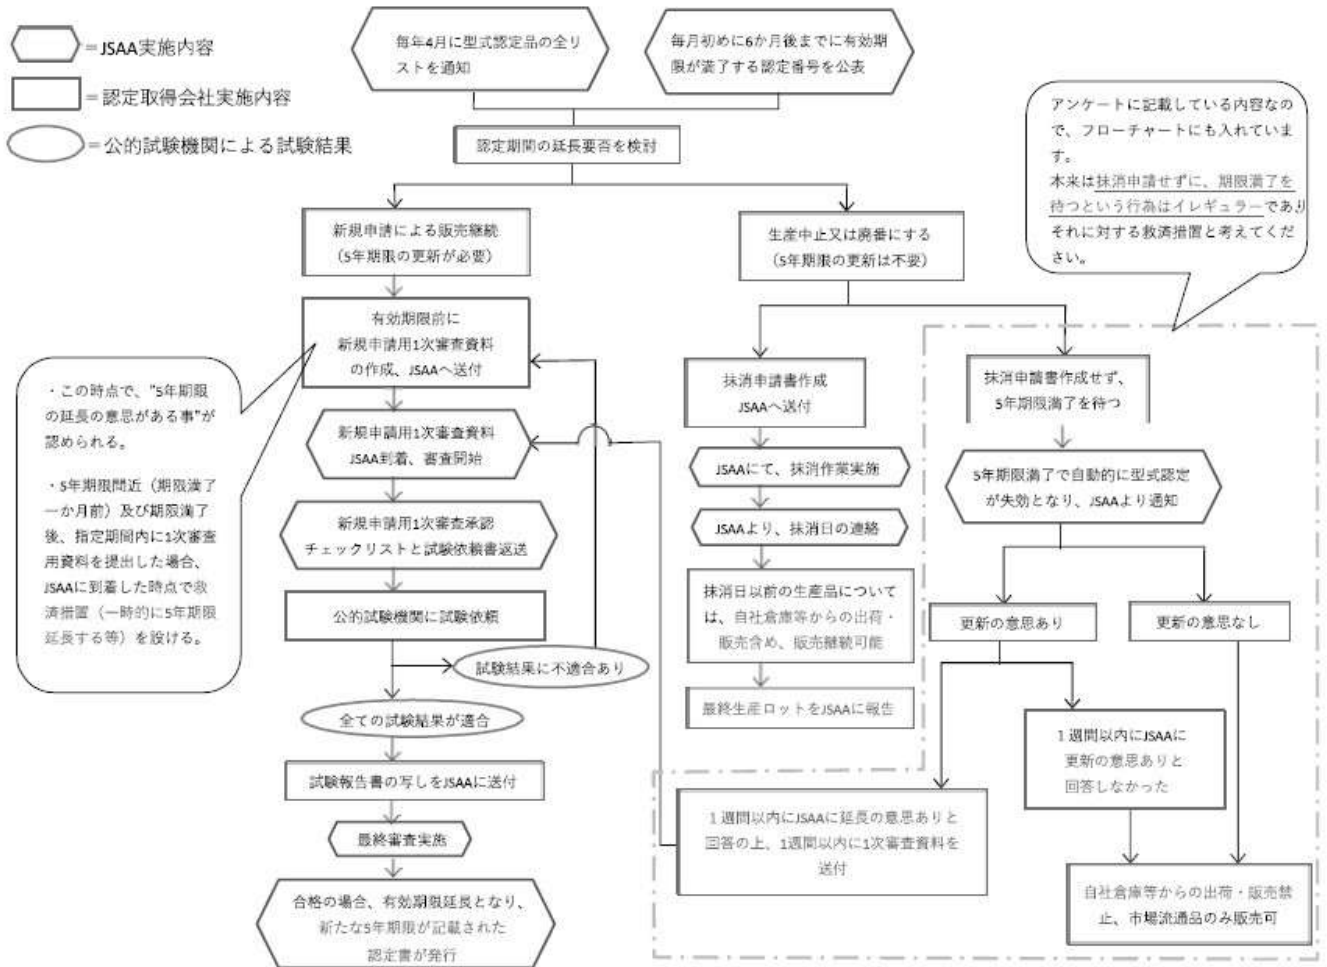 =JSAA実施内容
=認定取得会社実施内容
=公的試験機関による試験結果
毎年4月に型式認定品の全リ
ストを通知
毎月初めに6か月後までに有効期
限が満了する認定番号を公表
認定期間の延長要否を検討
アンケートに記載している内容なの
で、フローチャートにも入れていま
す。
本来は抹消申請せずに、期限満了を
待つという行為はイレギュラーであり
それに対する救済措置と考えてくだ
さい。
新規申請による販売継続
（5年期限の更新が必要）
生産中止又は廃番にする
（5年期限の更新は不要）
有効期限前に
新規申請用1次審査資料
の作成、JSAAへ送付
・この時点で、”5年期限
の延長の意思がある事”が
認められる。
・5年期限間近（期限満了
一か月前）及び期限満了
後、指定期間内に1次審査
用資料を提出した場合、
JSAAに到着した時点で救
済措置（一時的に5年期限
延長する等）を設ける。
新規申請用1次審査資料
JSAA到着、審査開始
新規申請用1次審査承認
チェックリストと試験依頼書返送
公的試験機関に試験依頼
試験結果に不適合あり
全ての試験結果が適合
試験報告書の写しをJSAAに送付
最終審査実施
合格の場合、有効期限延長となり、
新たな5年期限が記載された
認定書が発行
抹消申請書作成
JSAAへ送付
JSAAにて、抹消作業実施
JSAAより、抹消日の連絡
抹消日以前の生産品について
は、自社倉庫等からの出荷・
販売含め、販売継続可能
最終生産ロットをJSAAに報告
抹消申請書作成せず、
5年期限満了を待つ
5年期限満了で自動的に型式認定
が失効となり、JSAAより通知
更新の意思あり
更新の意思なし
１週間以内にJSAAに
更新の意思ありと
回答しなかった
１週間以内にJSAAに延長の意思ありと
回答の上、1週間以内に1次審査資料を
送付
自社倉庫等からの出荷・販売禁
止、市場流通品のみ販売可